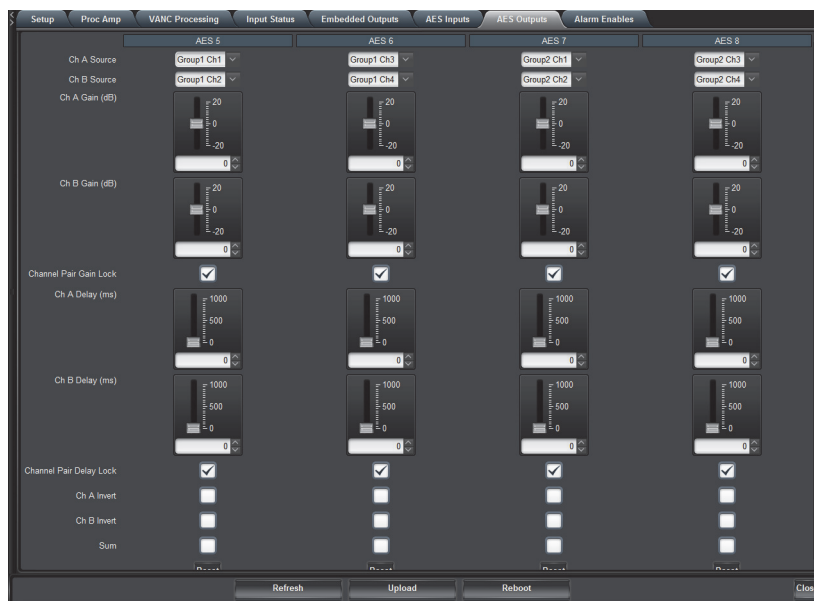 Setup Proc Amp VANC Processing Input Status Embedded Outputs AES Inputs AES Outputs Alarm Enables
AES 5 AES 6 AES 7 AES 8
Ch A Source Group1 Ch1 Group1 Ch3 Group2 Ch1 Group2 Ch3
Ch B Source Group1 Ch2 Group1 Ch4 Group2 Ch2 Group2 Ch4
Ch A Gain (dB)
20 20 20 20
0 0 0 0
-20 -20 -20 -20
0 0 0 0
Ch B Gain (dB)
20 20 20 20
0 0 0 0
-20 -20 -20 -20
0 0 0 0
Channel Pair Gain Lock
Ch A Delay (ms)
1000 1000 1000 1000
500 500 500 500
0 0 0 0
0 0 0 0
Ch B Delay (ms)
1000 1000 1000 1000
500 500 500 500
0 0 0 0
0 0 0 0
Channel Pair Delay Lock
Ch A Invert
Ch B Invert
Sum
Reset Reset Reset Reset
Refresh Upload Reboot Clos